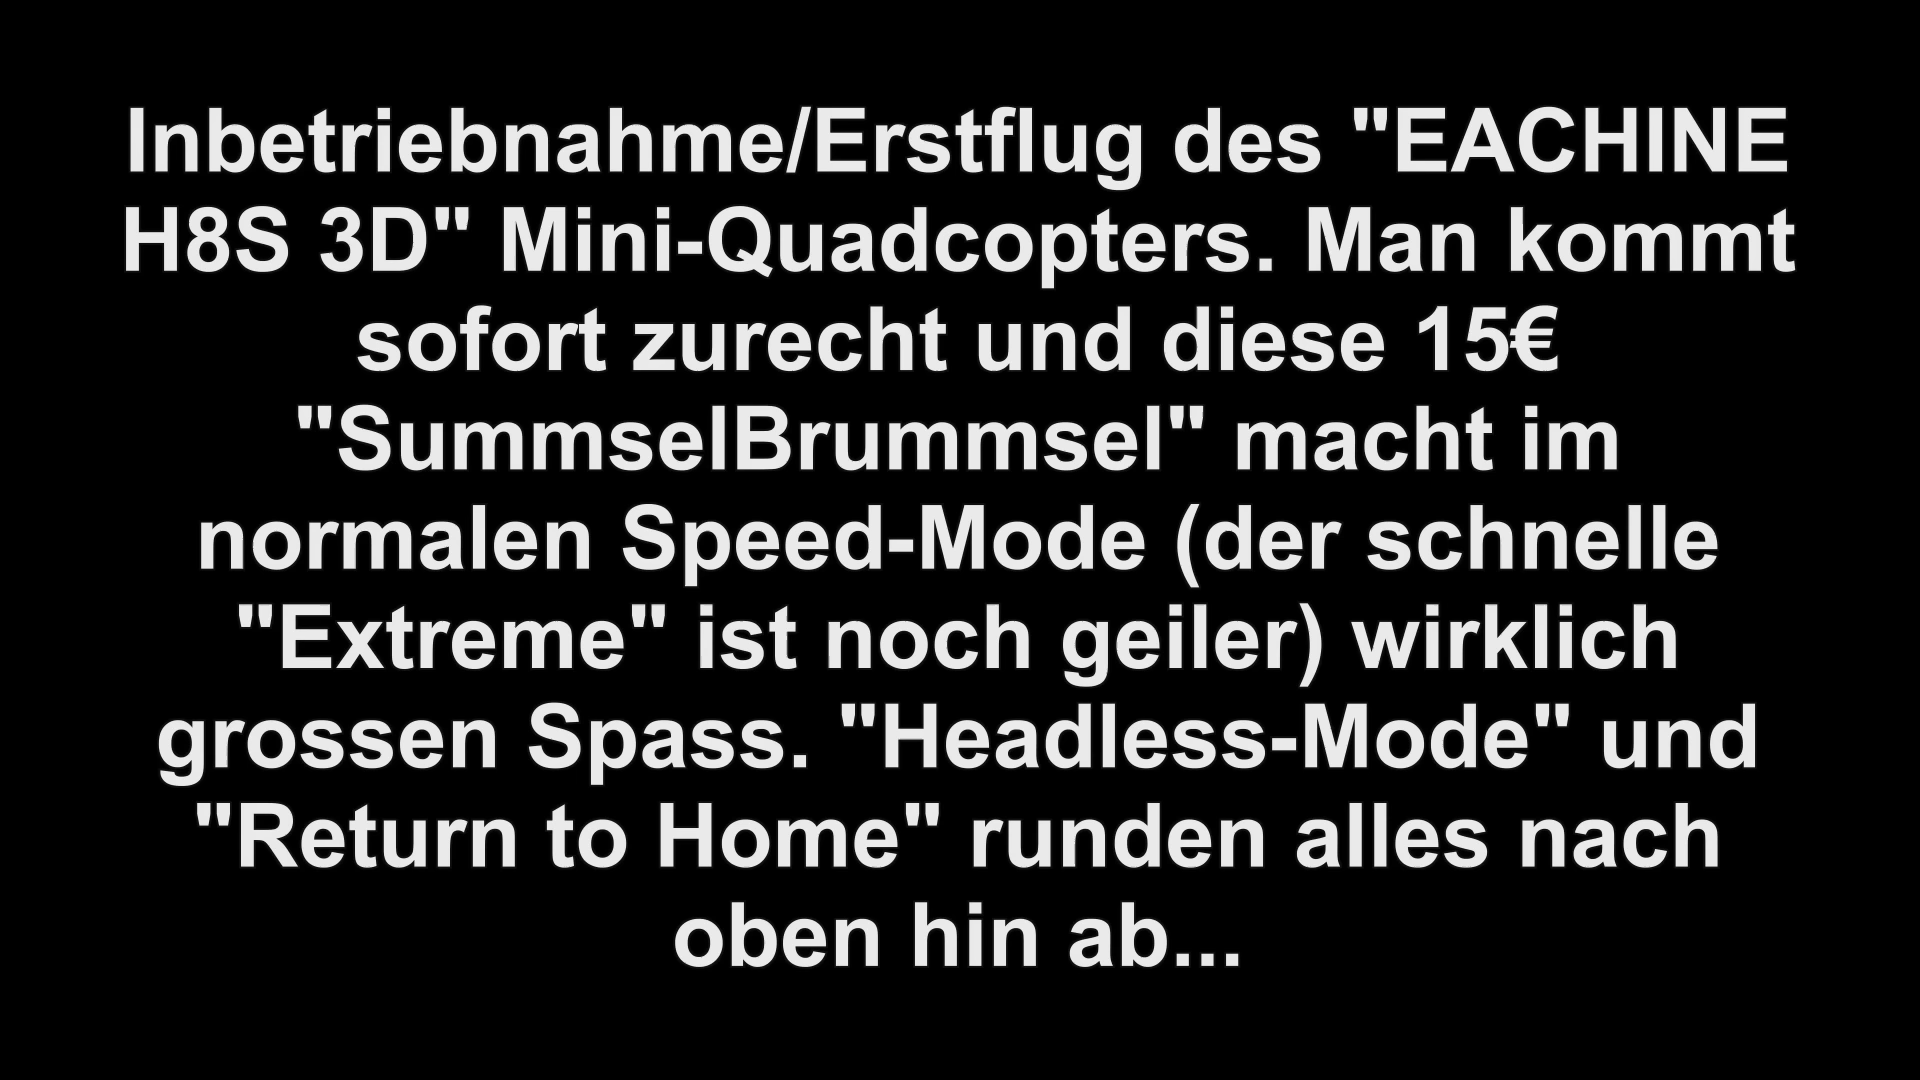 Inbetriebnahme/Erstflug des "EACHINE
H8S 3D" Mini-Quadcopters. Man kommt
sofort zurecht und diese 15€
"SummselBrummsel" macht im
normalen Speed-Mode (der schnelle
"Extreme" ist noch geiler) wirklich
grossen Spass. "Headless-Mode" und
"Return to Home" runden alles nach
oben hin ab...